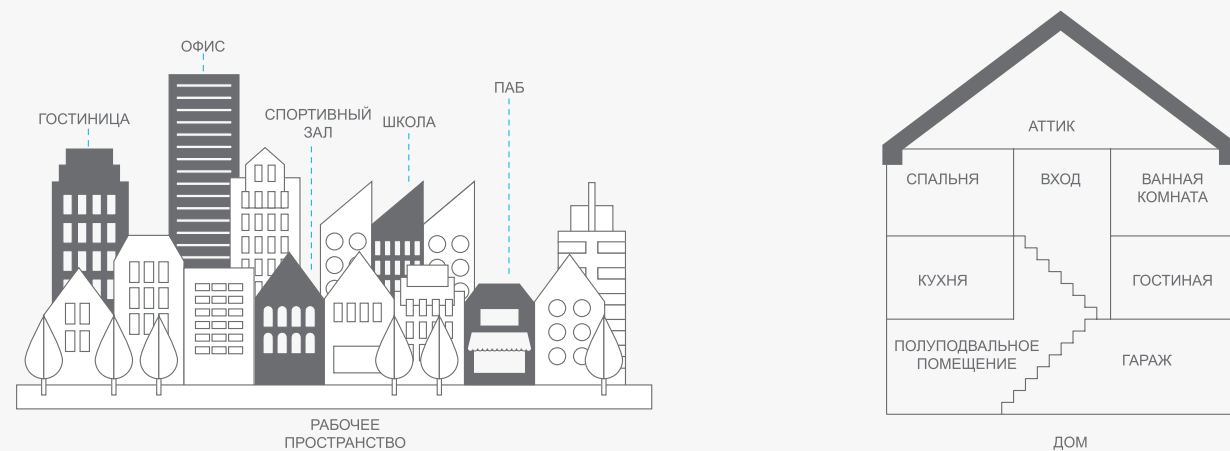 ОФИС
ГОСТИНИЦА
СПОРТИВНЫЙ
ЗАЛ
ШКОЛА
ПАБ
РАБОЧЕЕ
ПРОСТРАНСТВО
АТТИК
СПАЛЬНЯ
ВХОД
ВАННАЯ
КОМНАТА
КУХНЯ
ГОСТИНАЯ
ПОЛУПОДВАЛЬНОЕ
ПОМЕЩЕНИЕ
ГАРАЖ
ДОМ